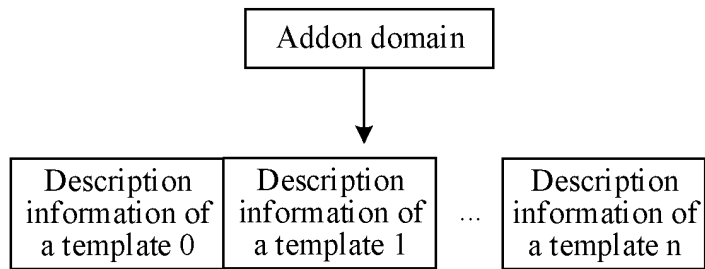 Addon domain
Description
information of
a template 0
Description
information of
a template 1
...
Description
information of
a template n